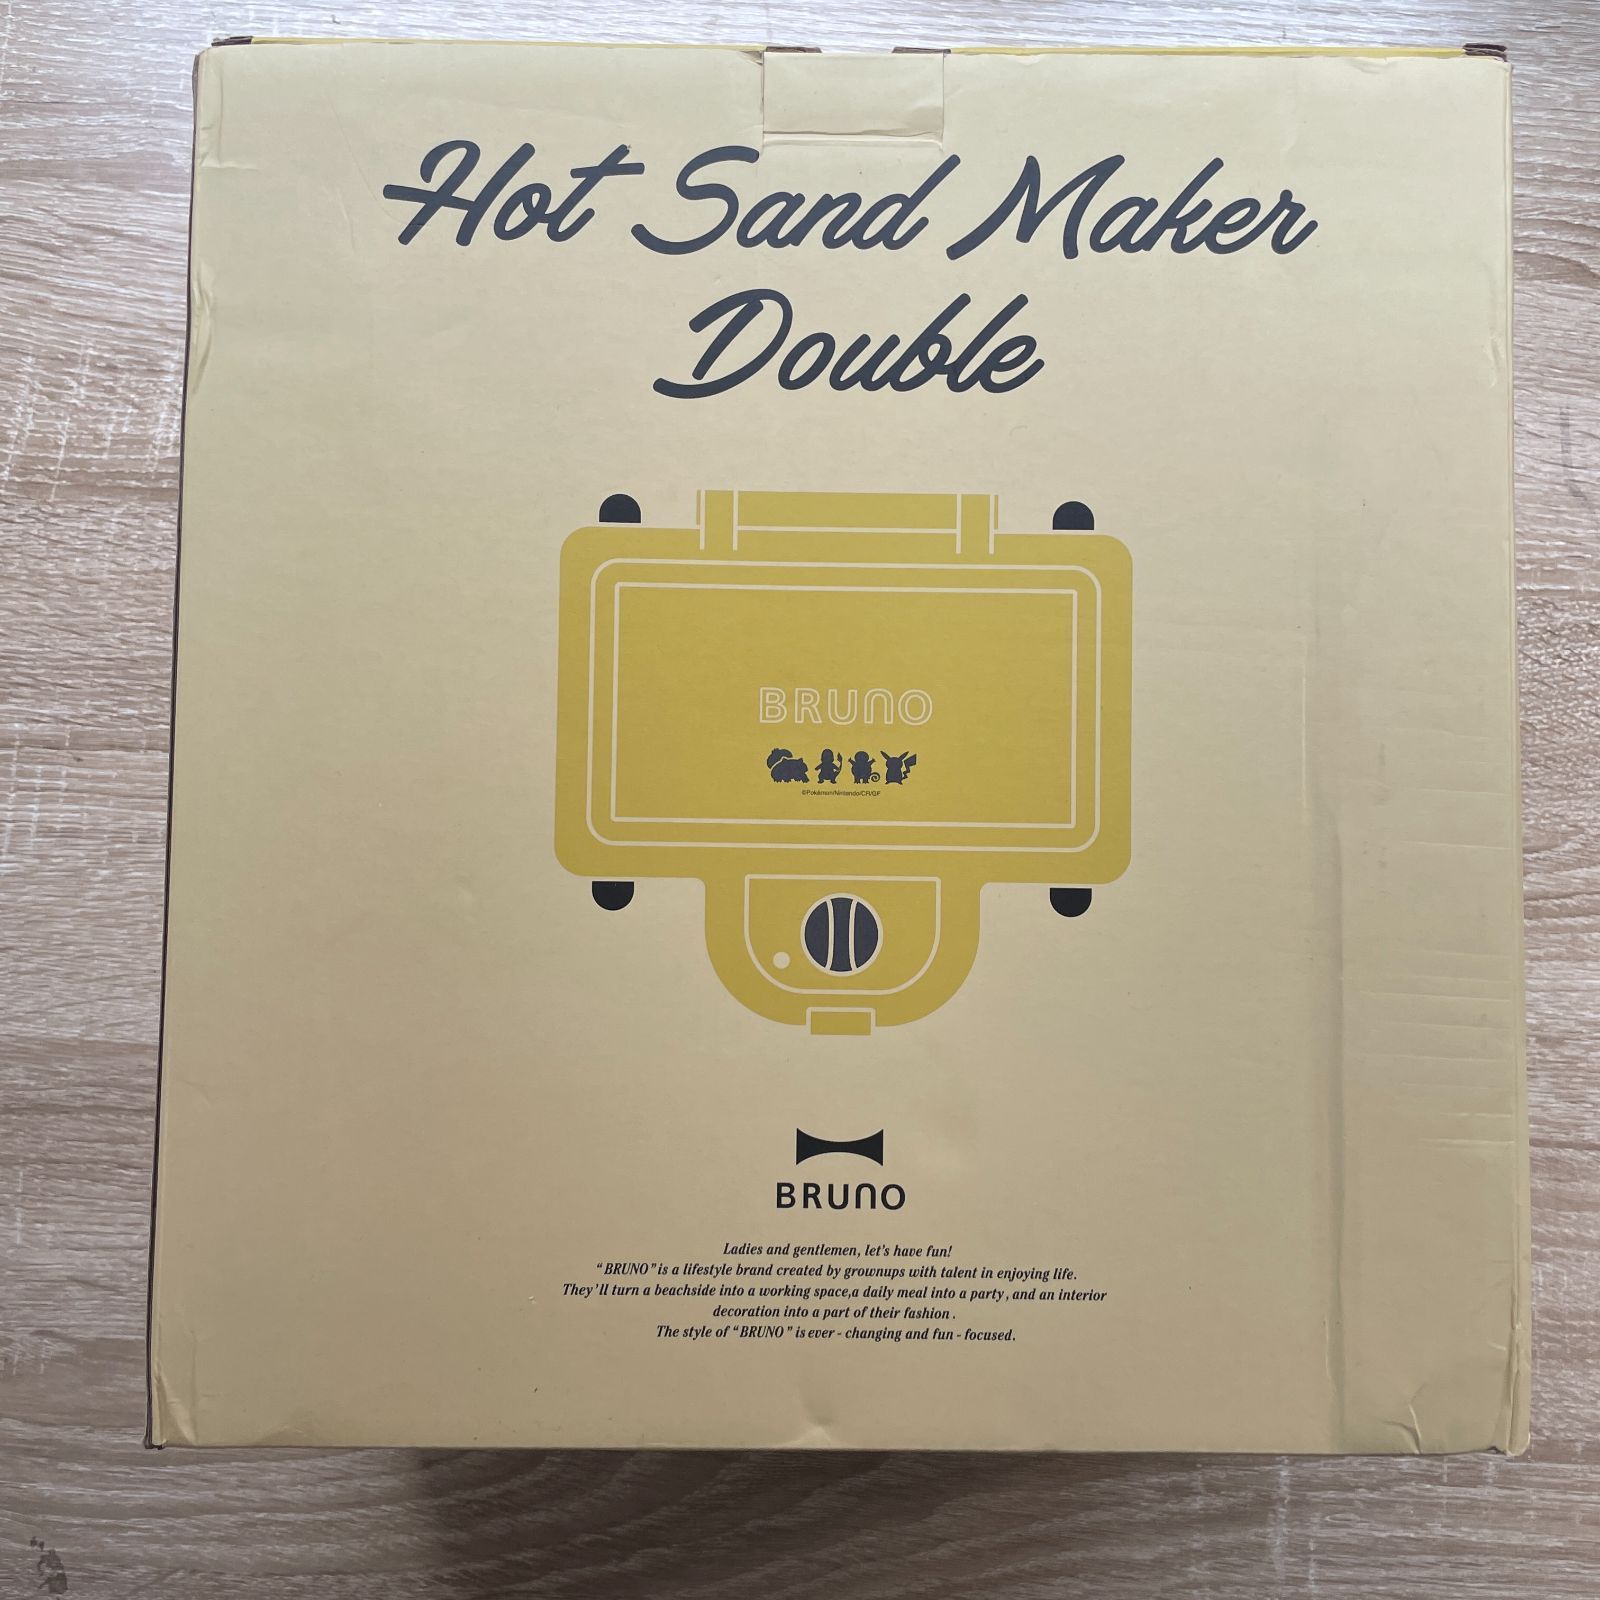 Hot Sand Maker
Double
BRUNO
©Pokémon/Nintendo/CR/GF
BRUNO
Ladies and gentlemen, let's have fun!
“BRUNO” is a lifestyle brand created by grownups with talent in enjoying life.
They'll turn a beachside into a working space,a daily meal into a party, and an interior
decoration into a part of their fashion .
The style of “BRUNO” is ever - changing and fun - focused.